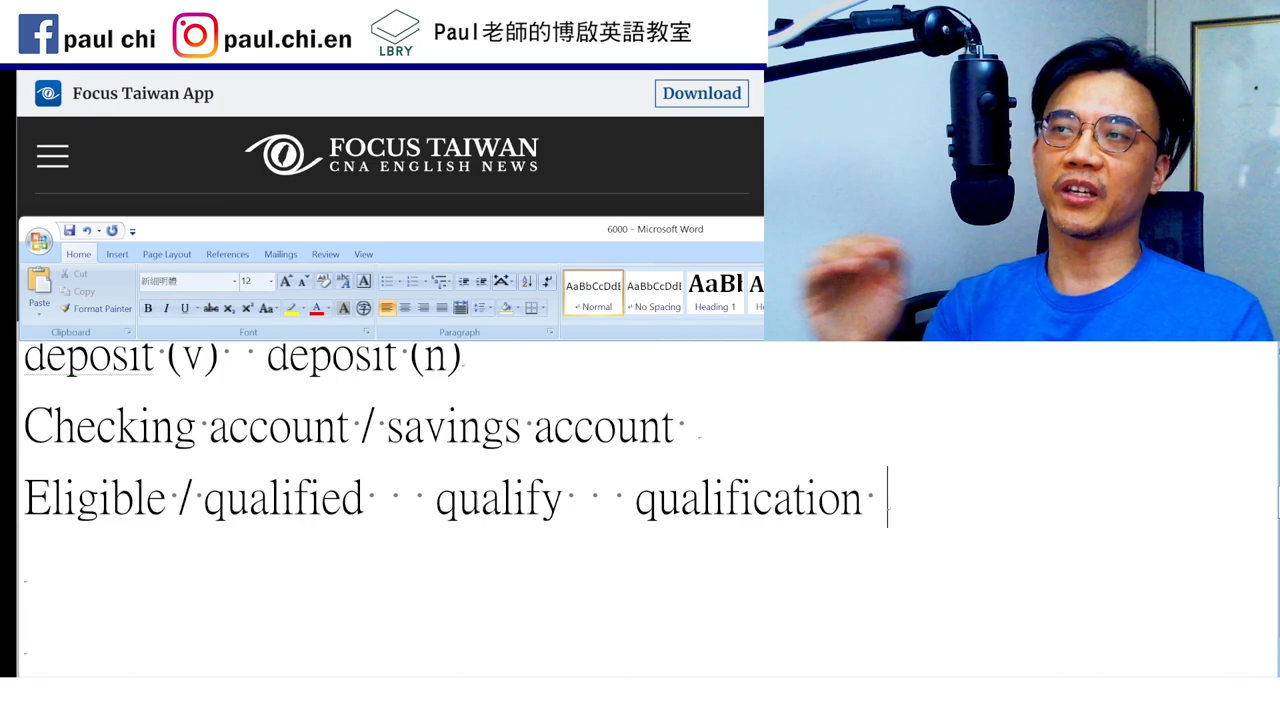 paul chi
paul.chi.en
LBRY
Paul老師的博啟英語教室
Focus Taiwan App
Download
FOCUS TAIWAN
CNA ENGLISH NEWS
6000 - Microsoft Word
Home Insert Page Layout References Mailings Review View
Paste
Cut
Copy
Format Painter
Clipboard
新細明體 12
Font
Paragraph
AaBbCcDdE AaBbCcDdE AaBb
Normal No Spacing Heading 1
deposit (v) deposit (n)
Checking account / savings account
Eligible / qualified qualify qualification